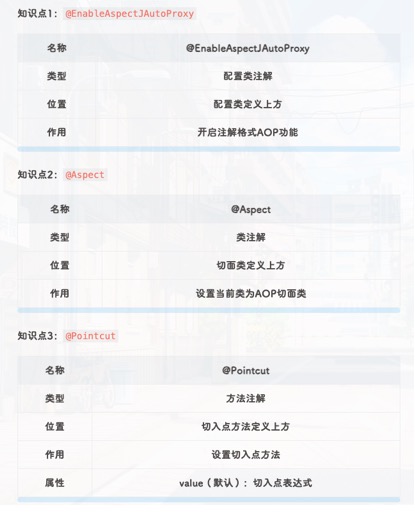 知识点1： @EnableAspectJAutoProxy
名称 @EnableAspectJAutoProxy
类型 配置类注解
位置 配置类定义上方
作用 开启注解格式AOP功能
知识点2： @Aspect
名称 @Aspect
类型 类注解
位置 切面类定义上方
作用 设置当前类为AOP切面类
知识点3： @Pointcut
名称 @Pointcut
类型 方法注解
位置 切入点方法定义上方
作用 设置切入点方法
属性 value（默认）：切入点表达式